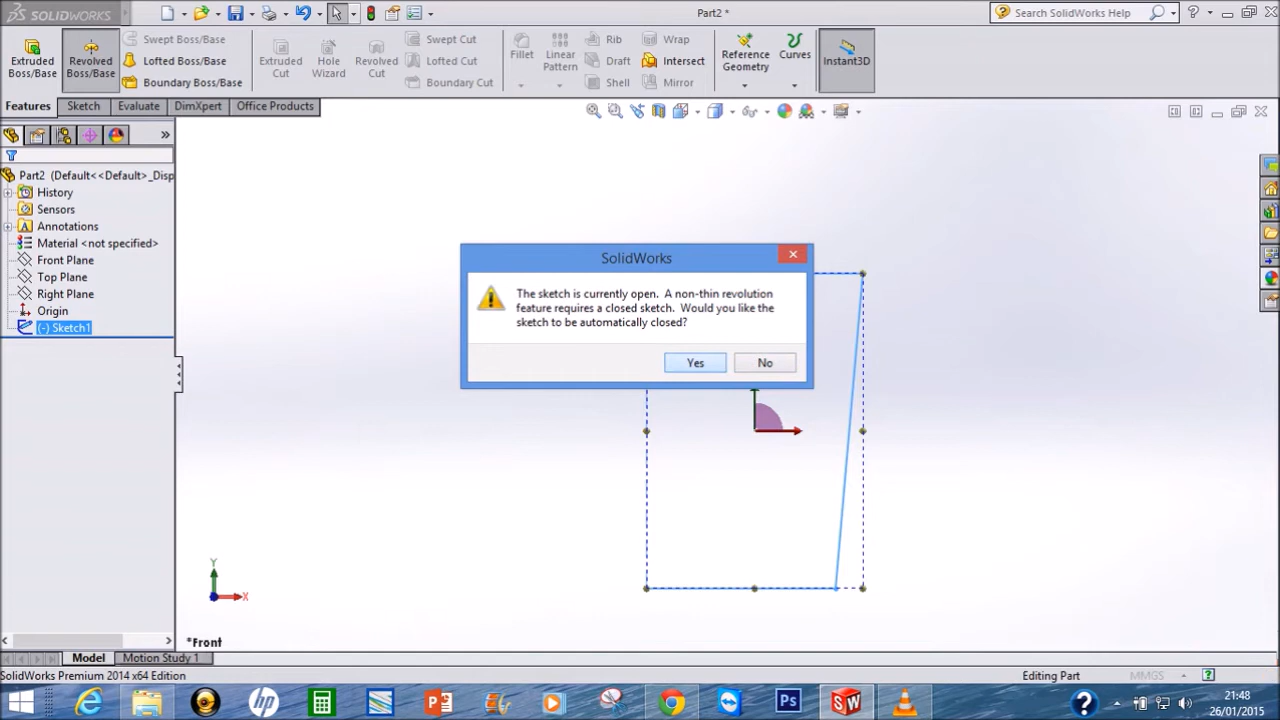 SOLIDWORKS
Part2 *
Search SolidWorks Help
Extruded Boss/Base
Revolved Boss/Base
Swept Boss/Base
Lofted Boss/Base
Boundary Boss/Base
Extruded Cut
Hole Wizard
Revolved Cut
Swept Cut
Lofted Cut
Boundary Cut
Fillet
Linear Pattern
Rib
Draft
Shell
Wrap
Intersect
Mirror
Reference Geometry
Curves
Instant3D
Features
Sketch
Evaluate
DimXpert
Office Products
Part2 (Default<<Default>_Disp
History
Sensors
Annotations
Material <not specified>
Front Plane
Top Plane
Right Plane
Origin
(-) Sketch1
SolidWorks
The sketch is currently open. A non-thin revolution
feature requires a closed sketch. Would you like the
sketch to be automatically closed?
Yes
No
Y
X
*Front
Model
Motion Study 1
SolidWorks Premium 2014 x64 Edition
Editing Part
MMGS
21:48
26/01/2015